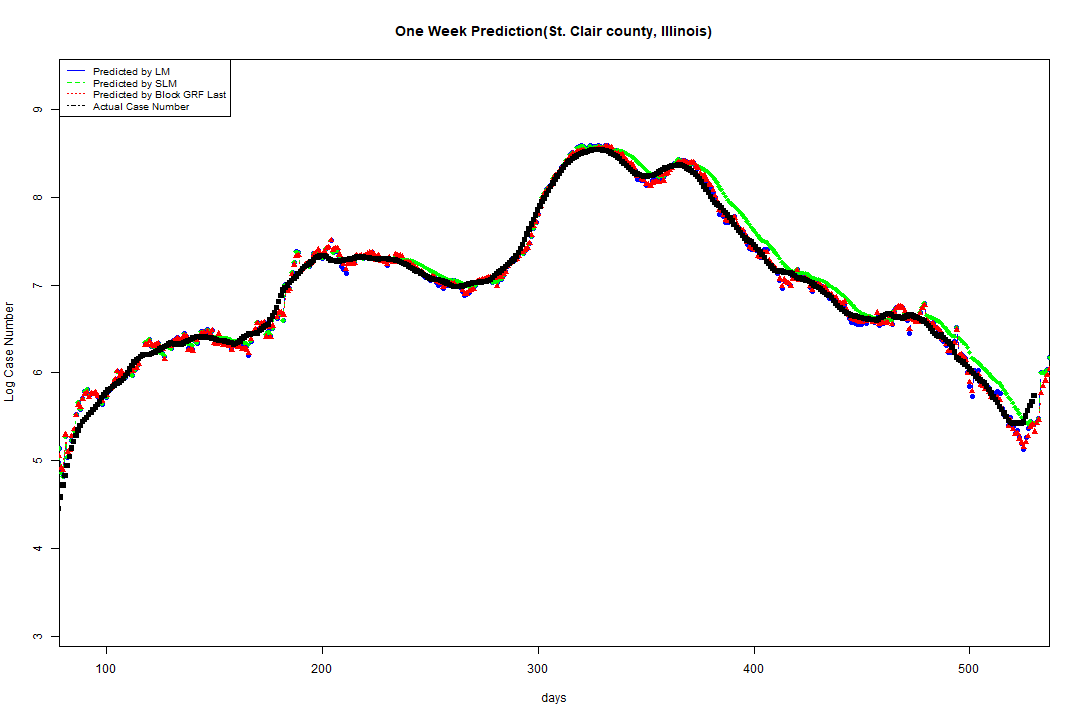 One Week Prediction(St. Clair county, Illinois)
Predicted by LM
Predicted by SLM
Predicted by Block GRF Last
Actual Case Number
9
8
7
6
5
4
3
Log Case Number
100 200 300 400 500
days